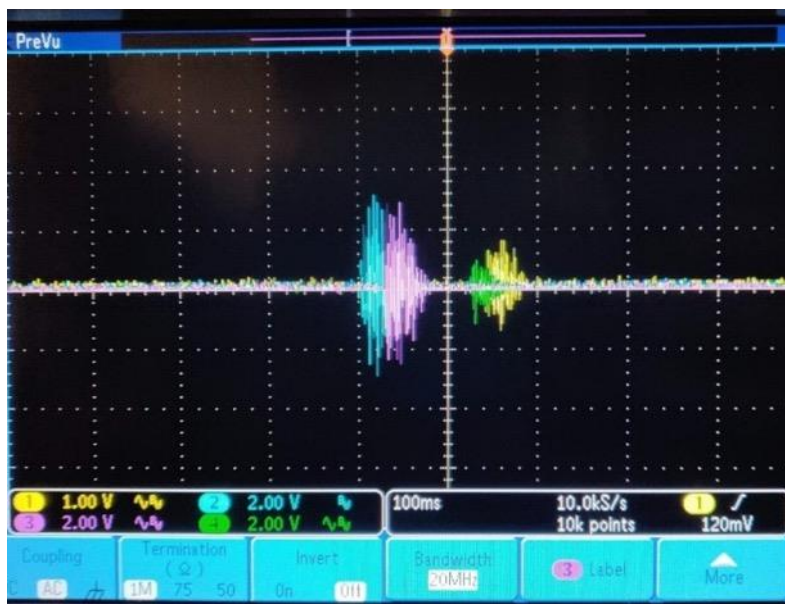 PreVu
1 1.00 V 2 2.00 V 100ms 10.0kS/s 1
3 2.00 V 4 2.00 V 10k points 120mV
Coupling Termination Invert Bandwidth 3 Label More
(Ω) 20MHz
AC 1M 75 50 On Off